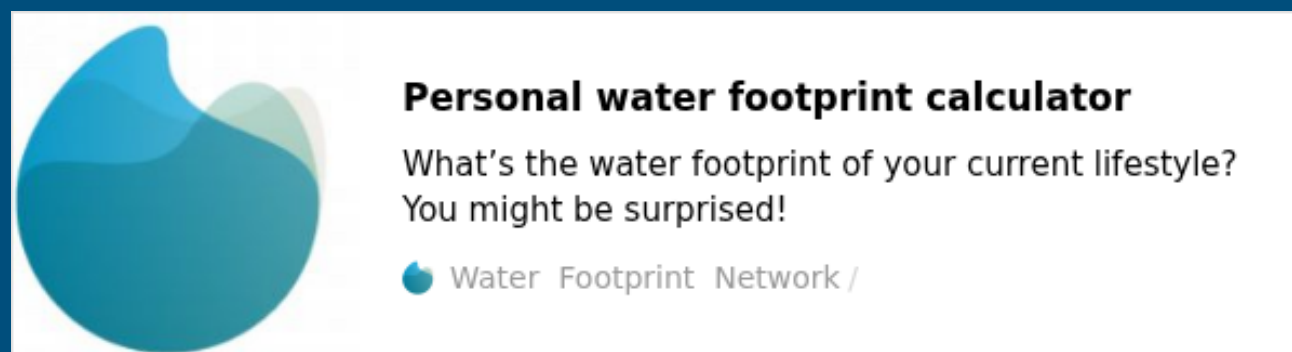 Personal water footprint calculator
What’s the water footprint of your current lifestyle?
You might be surprised!
Water Footprint Network /